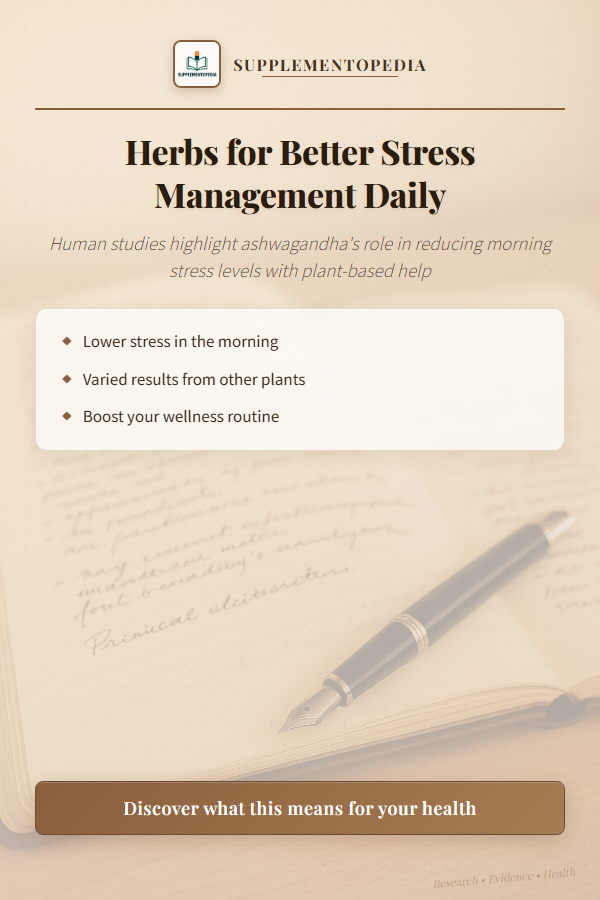 SUPPLEMENTOPEDIA
SUPPLEMENTOPEDIA
Herbs for Better Stress
Management Daily
Human studies highlight ashwagandha's role in reducing morning
stress levels with plant-based help
Lower stress in the morning
Varied results from other plants
Boost your wellness routine
Discover what this means for your health
Research • Evidence • Health